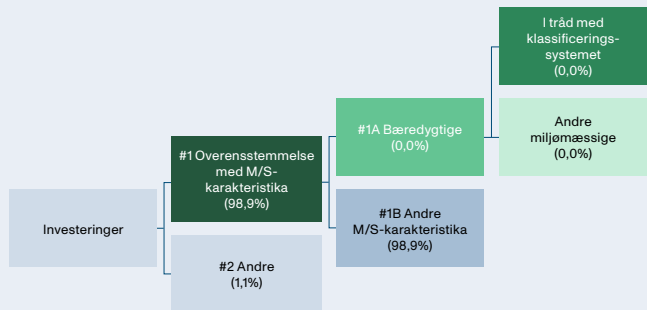 Investeringer
#1 Overensstemmelse
med M/S-
karakteristika
(98,9%)
#2 Andre
(1,1%)
#1A Bæredygtige
(0,0%)
#1B Andre
M/S-karakteristika
(98,9%)
I tråd med
klassificerings-
systemet
(0,0%)
Andre
miljømæssige
(0,0%)